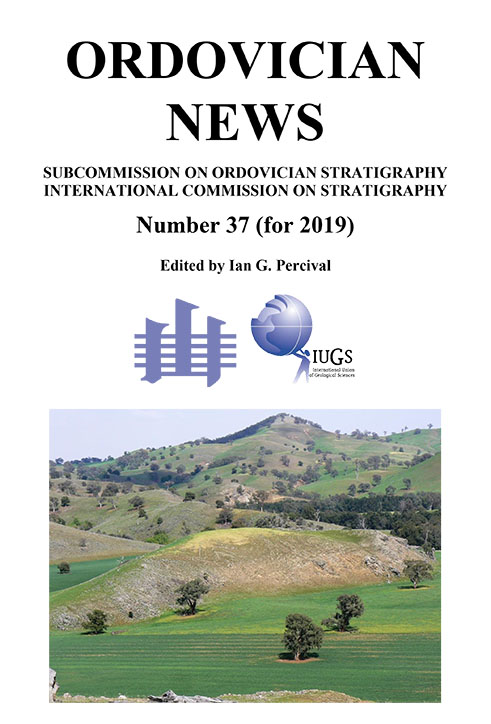 ORDOVICIAN
NEWS
SUBCOMMISSION ON ORDOVICIAN STRATIGRAPHY
INTERNATIONAL COMMISSION ON STRATIGRAPHY
Number 37 (for 2019)
Edited by Ian G. Percival
IUGS
International Union
of Geological Sciences